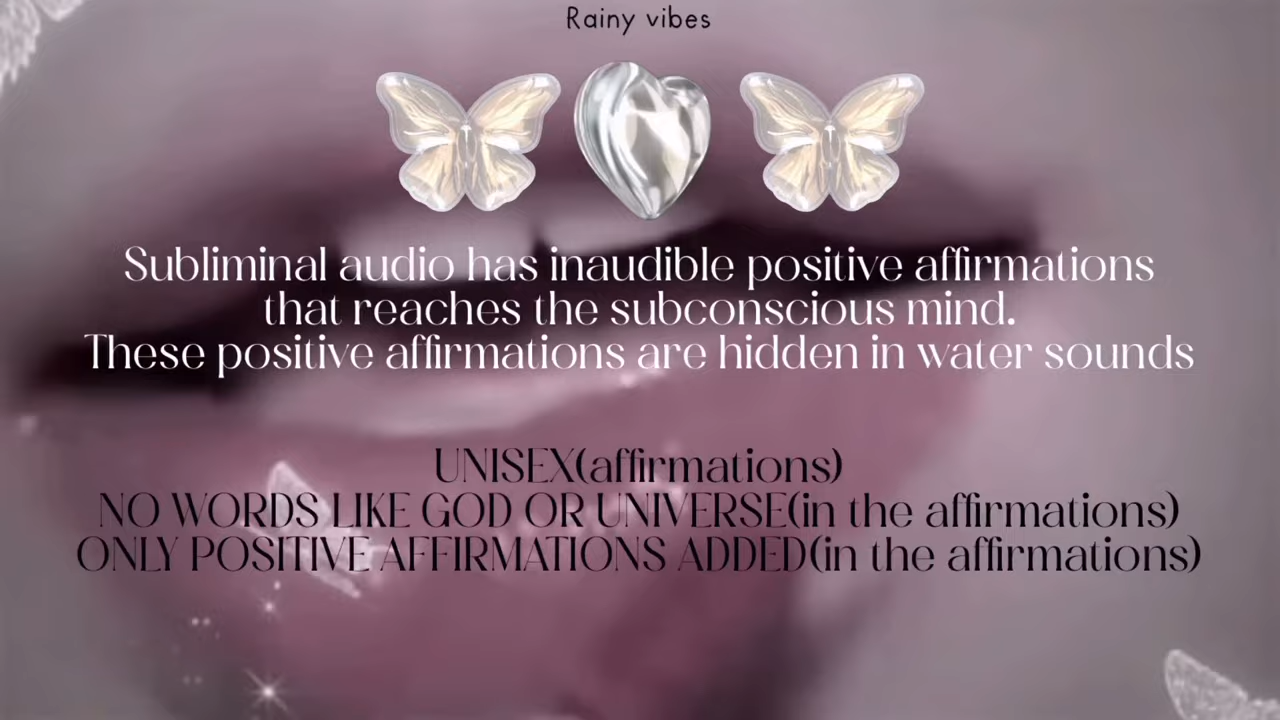 Rainy vibes
Subliminal audio has inaudible positive affirmations
that reaches the subconscious mind.
These positive affirmations are hidden in water sounds
UNISEX(affirmations)
NO WORDS LIKE GOD OR UNIVERSE(in the affirmations)
ONLY POSITIVE AFFIRMATIONS ADDED(in the affirmations)